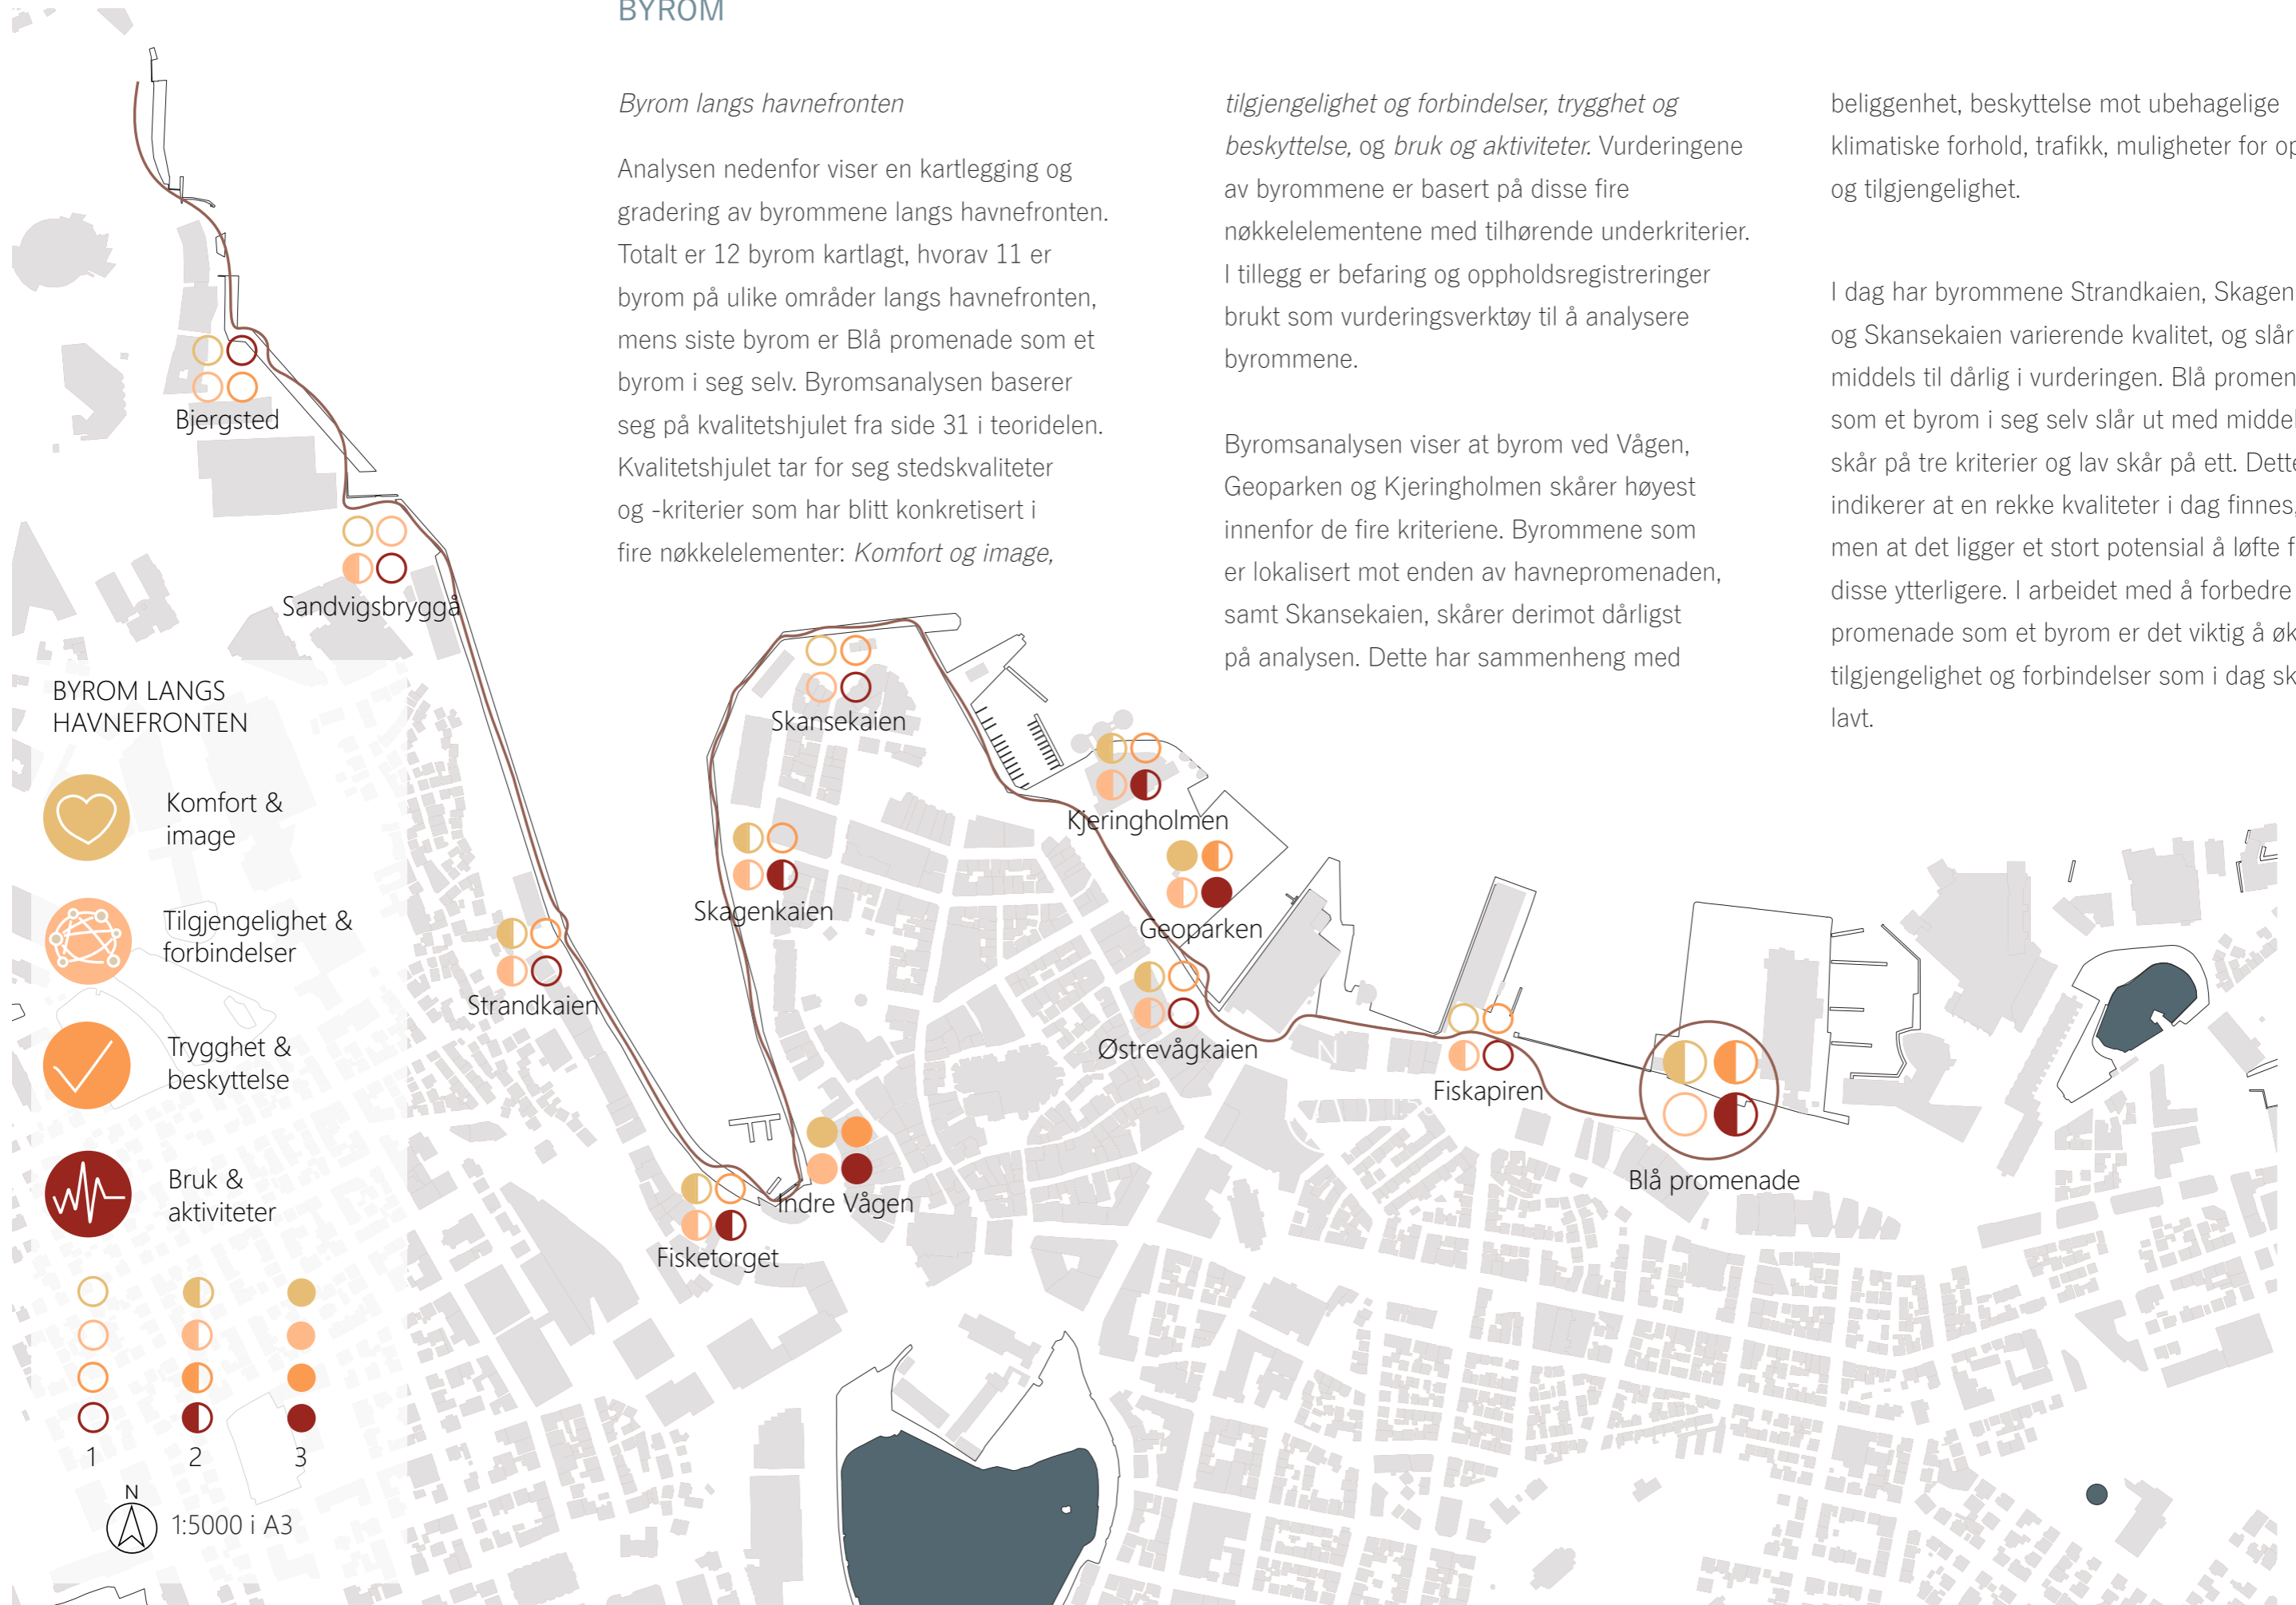 BYROM
Byrom langs havnefronten
Analysen nedenfor viser en kartlegging og
gradering av byrommene langs havnefronten.
Totalt er 12 byrom kartlagt, hvorav 11 er
byrom på ulike områder langs havnefronten,
mens siste byrom er Blå promenade som et
byrom i seg selv. Byromsanalysen baserer
seg på kvalitetshjulet fra side 31 i teoridelen.
Kvalitetshjulet tar for seg stedskvaliteter
og -kriterier som har blitt konkretisert i
fire nøkkelelementer: Komfort og image,
tilgjengelighet og forbindelser, trygghet og
beskyttelse, og bruk og aktiviteter. Vurderingene
av byrommene er basert på disse fire
nøkkelelementene med tilhørende underkriterier.
I tillegg er befaring og oppholdsregistreringer
brukt som vurderingsverktøy til å analysere
byrommene.
Byromsanalysen viser at byrom ved Vågen,
Geoparken og Kjeringholmen skårer høyest
innenfor de fire kriteriene. Byrommene som
er lokalisert mot enden av havnepromenaden,
samt Skansekaien, skårer derimot dårligst
på analysen. Dette har sammenheng med
beliggenhet, beskyttelse mot ubehagelige
klimatiske forhold, trafikk, muligheter for
og tilgjengelighet.
I dag har byrommene Strandkaien,
og Skansekaien varierende kvalitet, og slår
middels til dårlig i vurderingen. Blå
som et byrom i seg selv slår ut med
skår på tre kriterier og lav skår på ett.
indikerer at en rekke kvaliteter i dag finnes,
men at det ligger et stort potensial å løfte
disse ytterligere. I arbeidet med å forbedre
promenade som et byrom er det viktig å
tilgjengelighet og forbindelser som i dag
lavt.
Bjergsted
Sandvigsbryggå
Skansekaien
Kjeringholmen
Skagenkaien
Geoparken
Strandkaien
Østrevågkaien
Fiskapiren
Blå promenade
Indre Vågen
Fisketorget
BYROM LANGS
HAVNEFRONTEN
Komfort &
image
Tilgjengelighet &
forbindelser
Trygghet &
beskyttelse
Bruk &
aktiviteter
1 2 3
N
1:5000 i A3